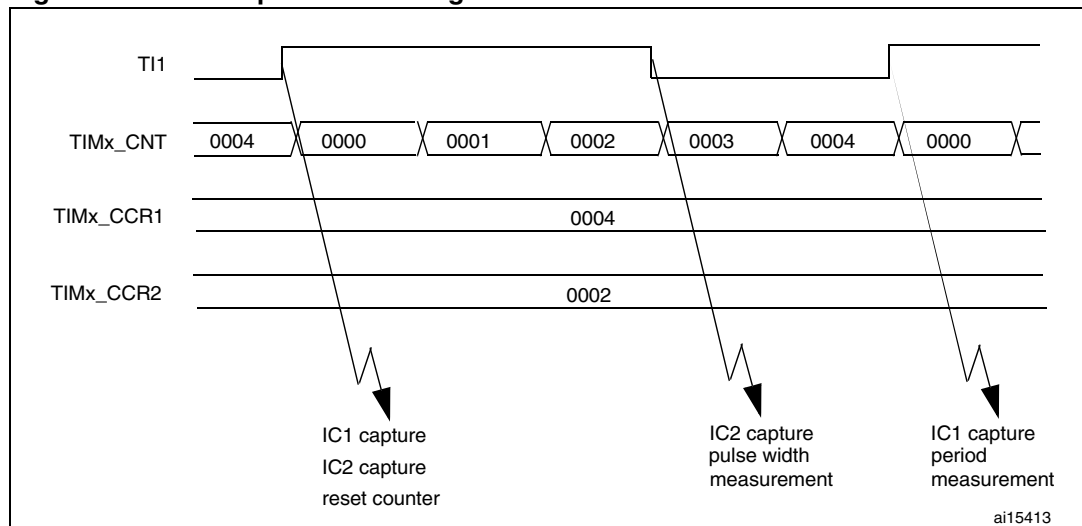 TI1
TIMx_CNT 0004 0000 0001 0002 0003 0004 0000
TIMx_CCR1 0004
TIMx_CCR2 0002
IC1 capture
IC2 capture
reset counter
IC2 capture
pulse width
measurement
IC1 capture
period
measurement
ai15413